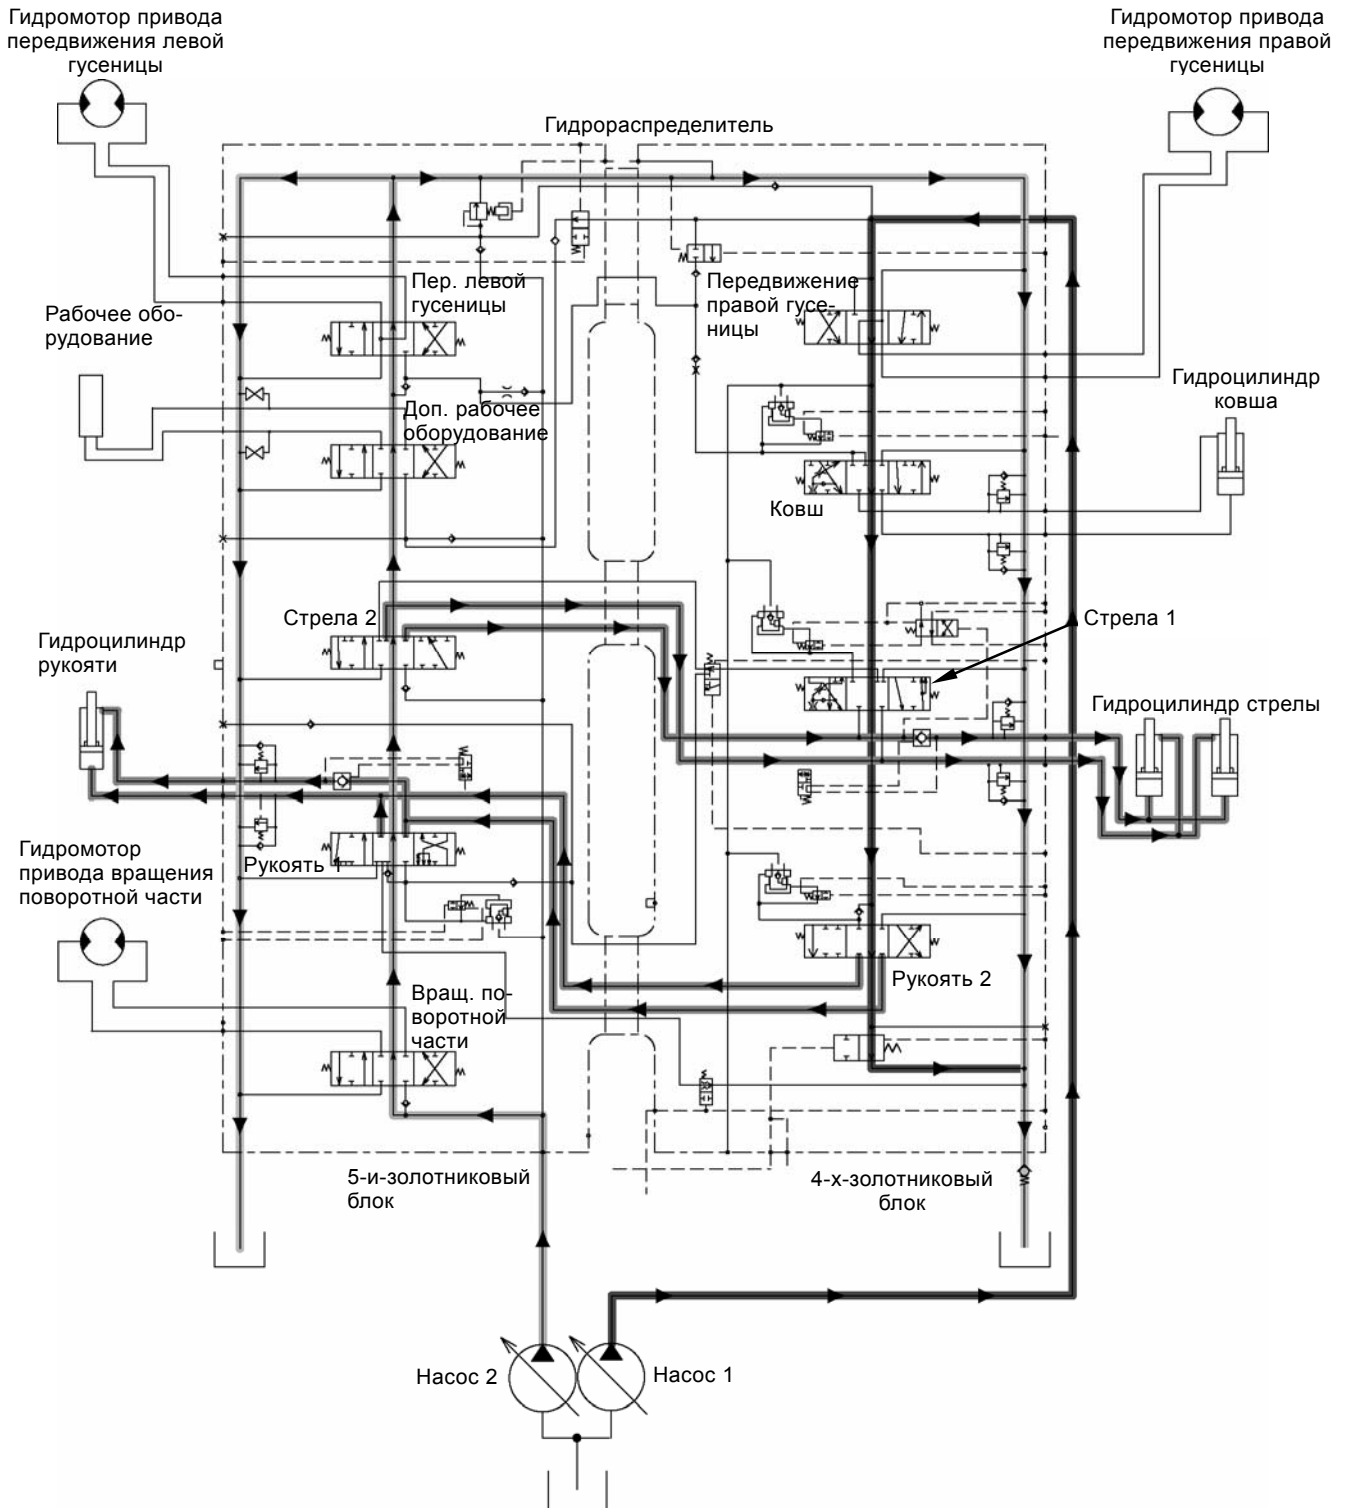 Гидромотор привода
передвижения левой
гусеницы
Гидромотор привода
передвижения правой
гусеницы
Гидрораспределитель
Пер. левой
гусеницы
Передвижение
правой гусе-
ницы
Рабочее обо-
рудование
Гидроцилиндр
ковша
Доп. рабочее
оборудование
Ковш
Стрела 2
Стрела 1
Гидроцилиндр
рукояти
Гидроцилиндр стрелы
Гидромотор
привода вращения
поворотной части
Рукоять 1
Рукоять 2
Вращ. по-
воротной
части
5-и-золотниковый
блок
4-х-золотниковый
блок
Насос 2
Насос 1